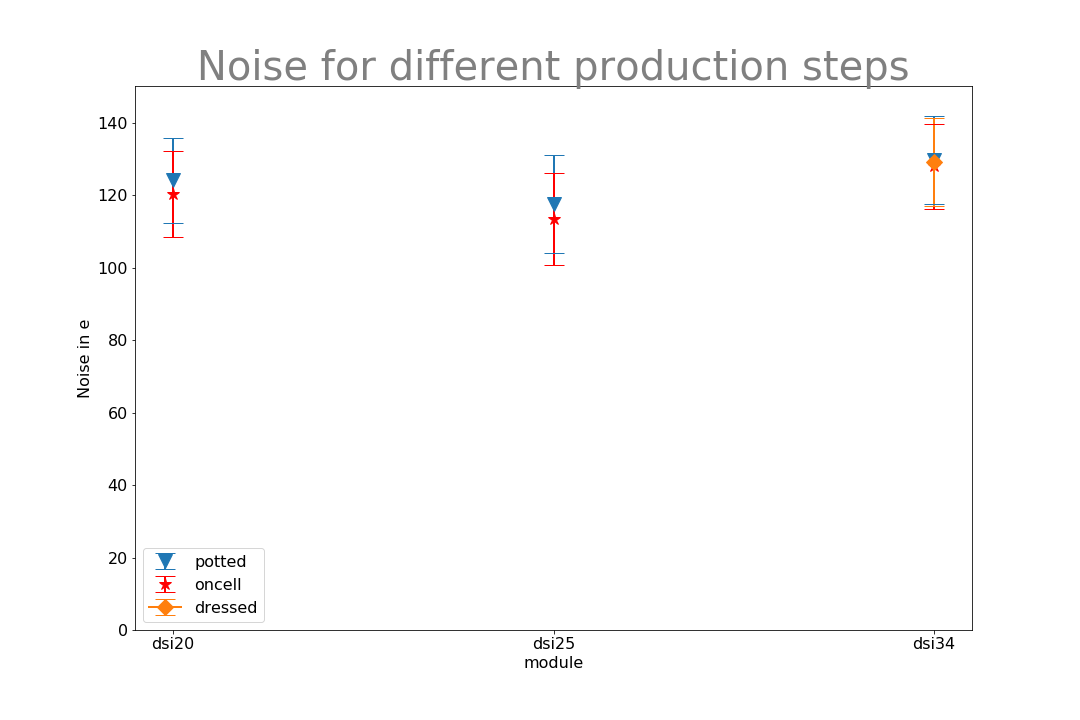 Noise for different production steps
140
120
100
80
60
40
20
0
Noise in e
potted
oncell
dressed
dsi20 dsi25 dsi34
module